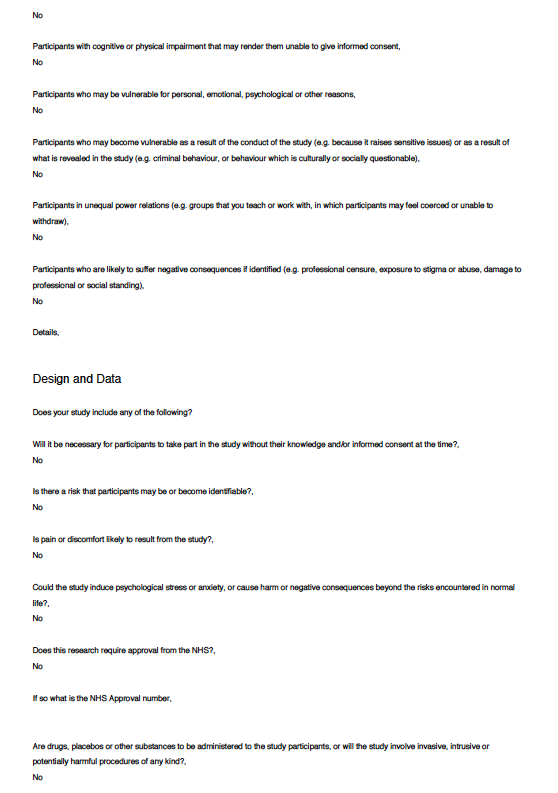 No
Participants with cognitive or physical impairment that may render them unable to give informed consent,
No
Participants who may be vulnerable for personal, emotional, psychological or other reasons,
No
Participants who may become vulnerable as a result of the conduct of the study (e.g. because it raises sensitive issues) or as a result of
what is revealed in the study (e.g. criminal behaviour, or behaviour which is culturally or socially questionable),
No
Participants in unequal power relations (e.g. groups that you teach or work with, in which participants may feel coerced or unable to
withdraw),
No
Participants who are likely to suffer negative consequences if identified (e.g. professional censure, exposure to stigma or abuse, damage to
professional or social standing),
No
Details,
Design and Data
Does your study include any of the following?
Will it be necessary for participants to take part in the study without their knowledge and/or informed consent at the time?,
No
Is there a risk that participants may be or become identifiable?,
No
Is pain or discomfort likely to result from the study?,
No
Could the study induce psychological stress or anxiety, or cause harm or negative consequences beyond the risks encountered in normal
life?,
No
Does this research require approval from the NHS?,
No
If so what is the NHS Approval number,
Are drugs, placebos or other substances to be administered to the study participants, or will the study involve invasive, intrusive or
potentially harmful procedures of any kind?,
No